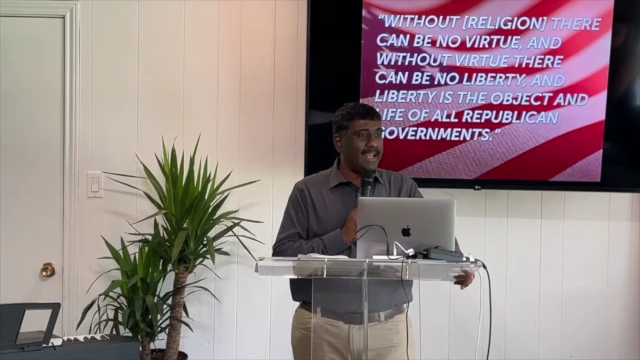 "WITHOUT [RELIGION] THERE
CAN BE NO VIRTUE, AND
WITHOUT VIRTUE THERE
CAN BE NO LIBERTY, AND
LIBERTY IS THE OBJECT AND
LIFE OF ALL REPUBLICAN
GOVERNMENTS."